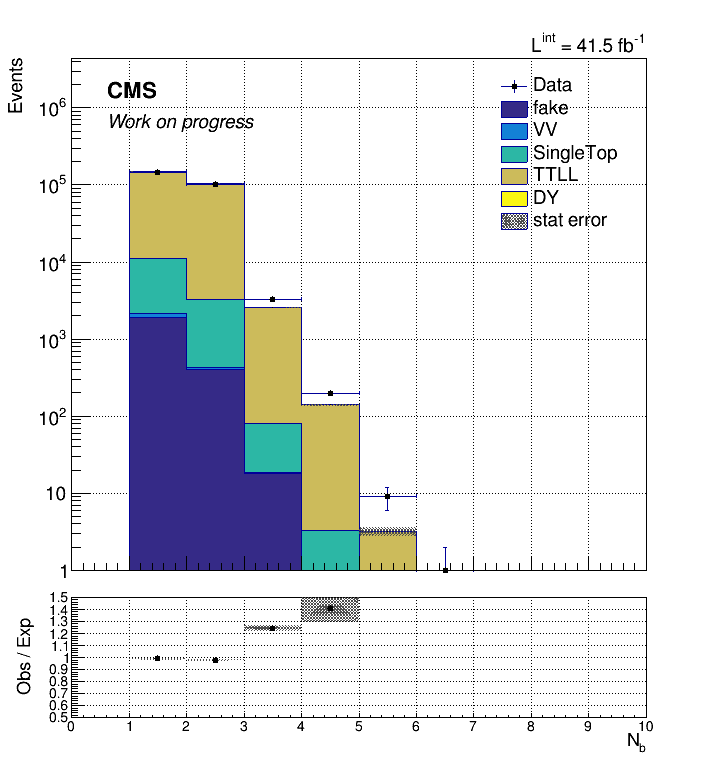 L^int = 41.5 fb^-1
Events
CMS
Work on progress
Data
fake
VV
SingleTop
TTLL
DY
stat error
10^6
10^5
10^4
10^3
10^2
10
1
Obs / Exp
1.5
1.4
1.3
1.2
1.1
1
0.9
0.8
0.7
0.6
0.5
0 1 2 3 4 5 6 7 8 9 10
N_b